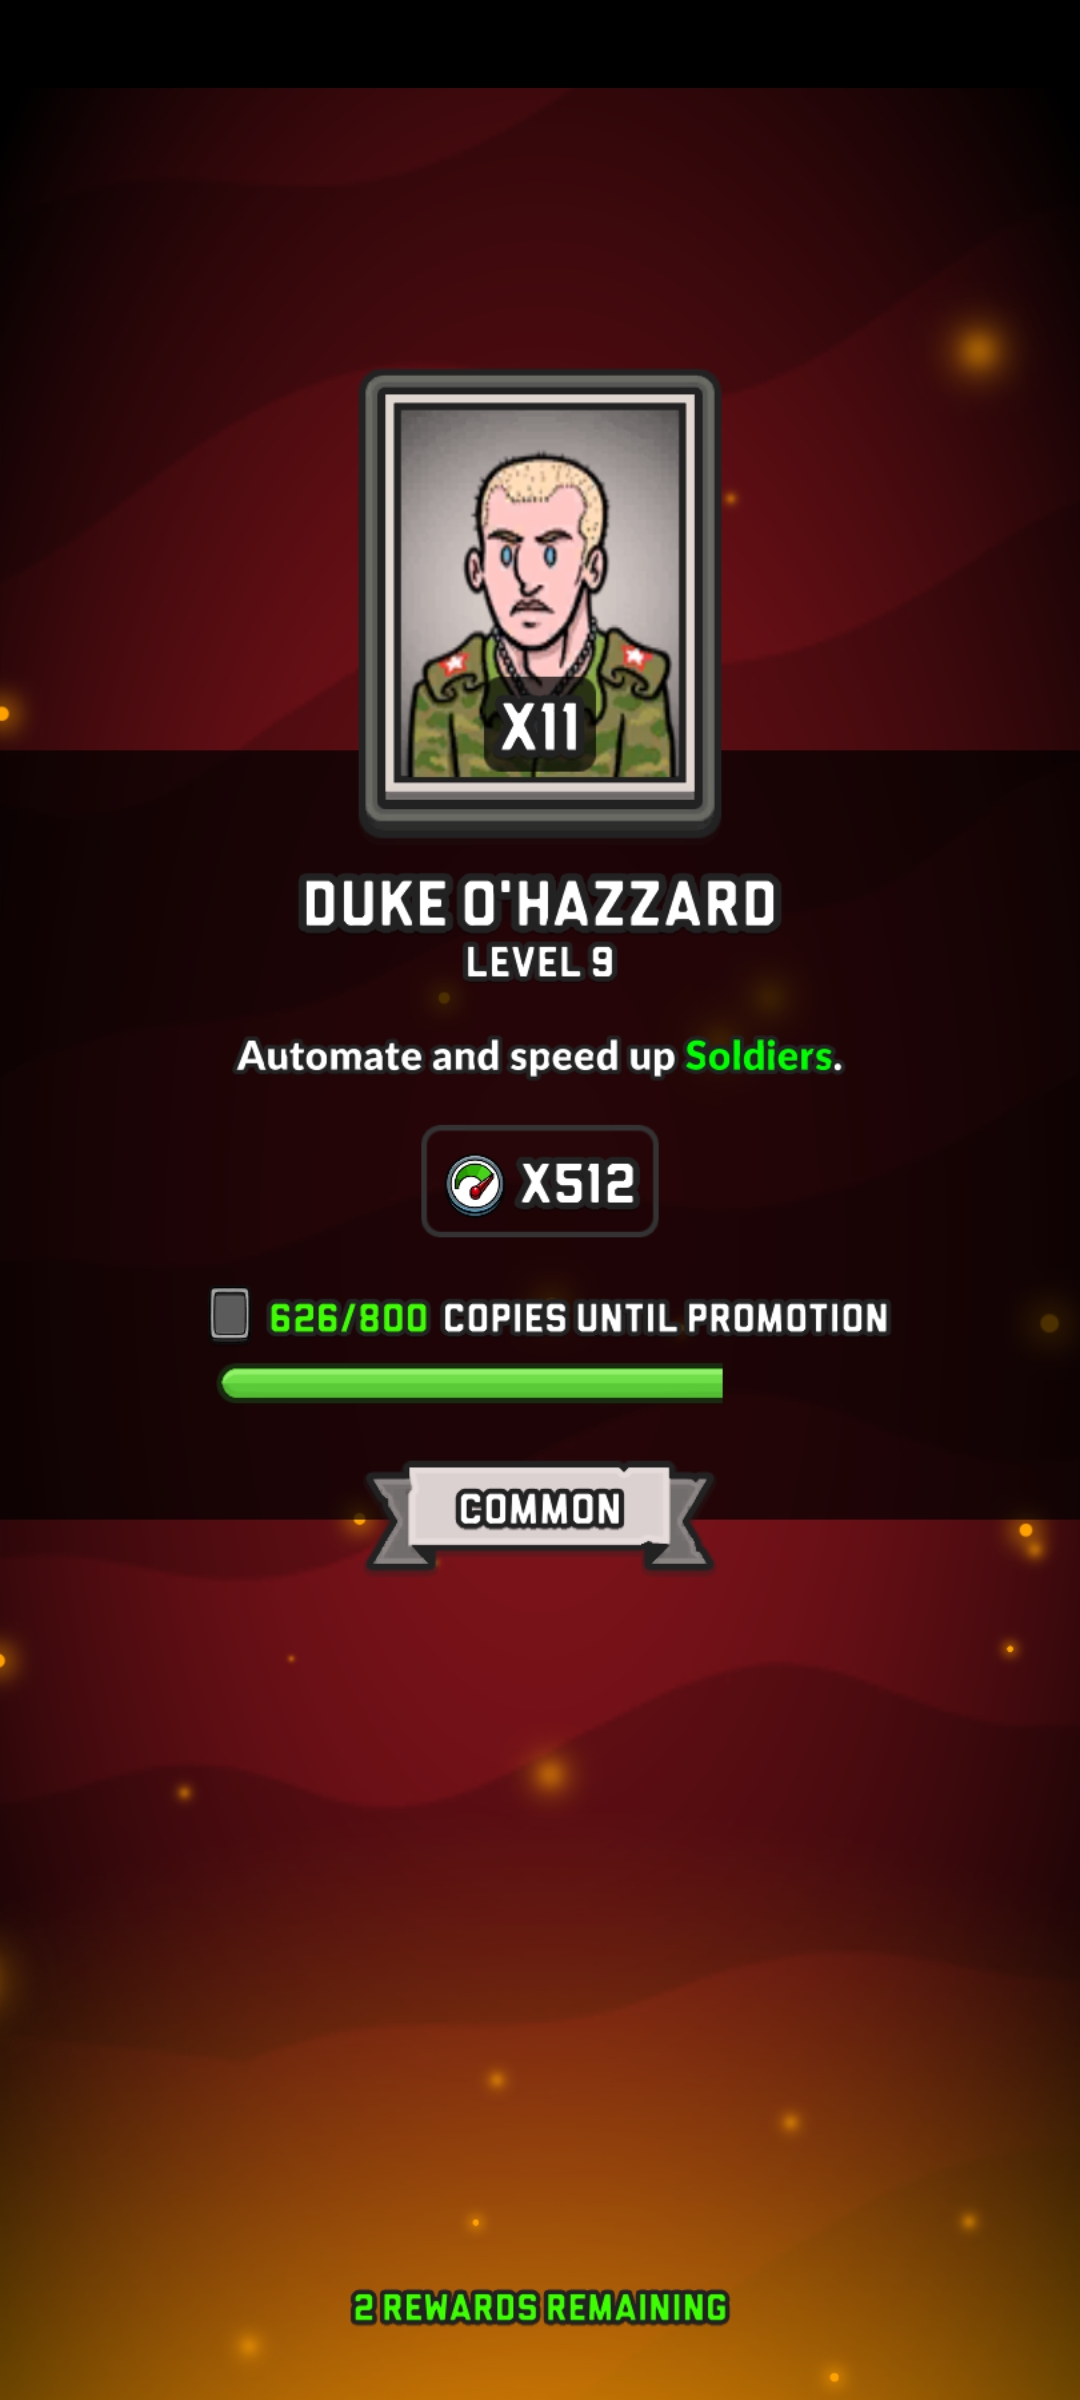 X11
DUKE O'HAZZARD
LEVEL 9
Automate and speed up Soldiers.
X512
626/800 COPIES UNTIL PROMOTION
COMMON
2 REWARDS REMAINING